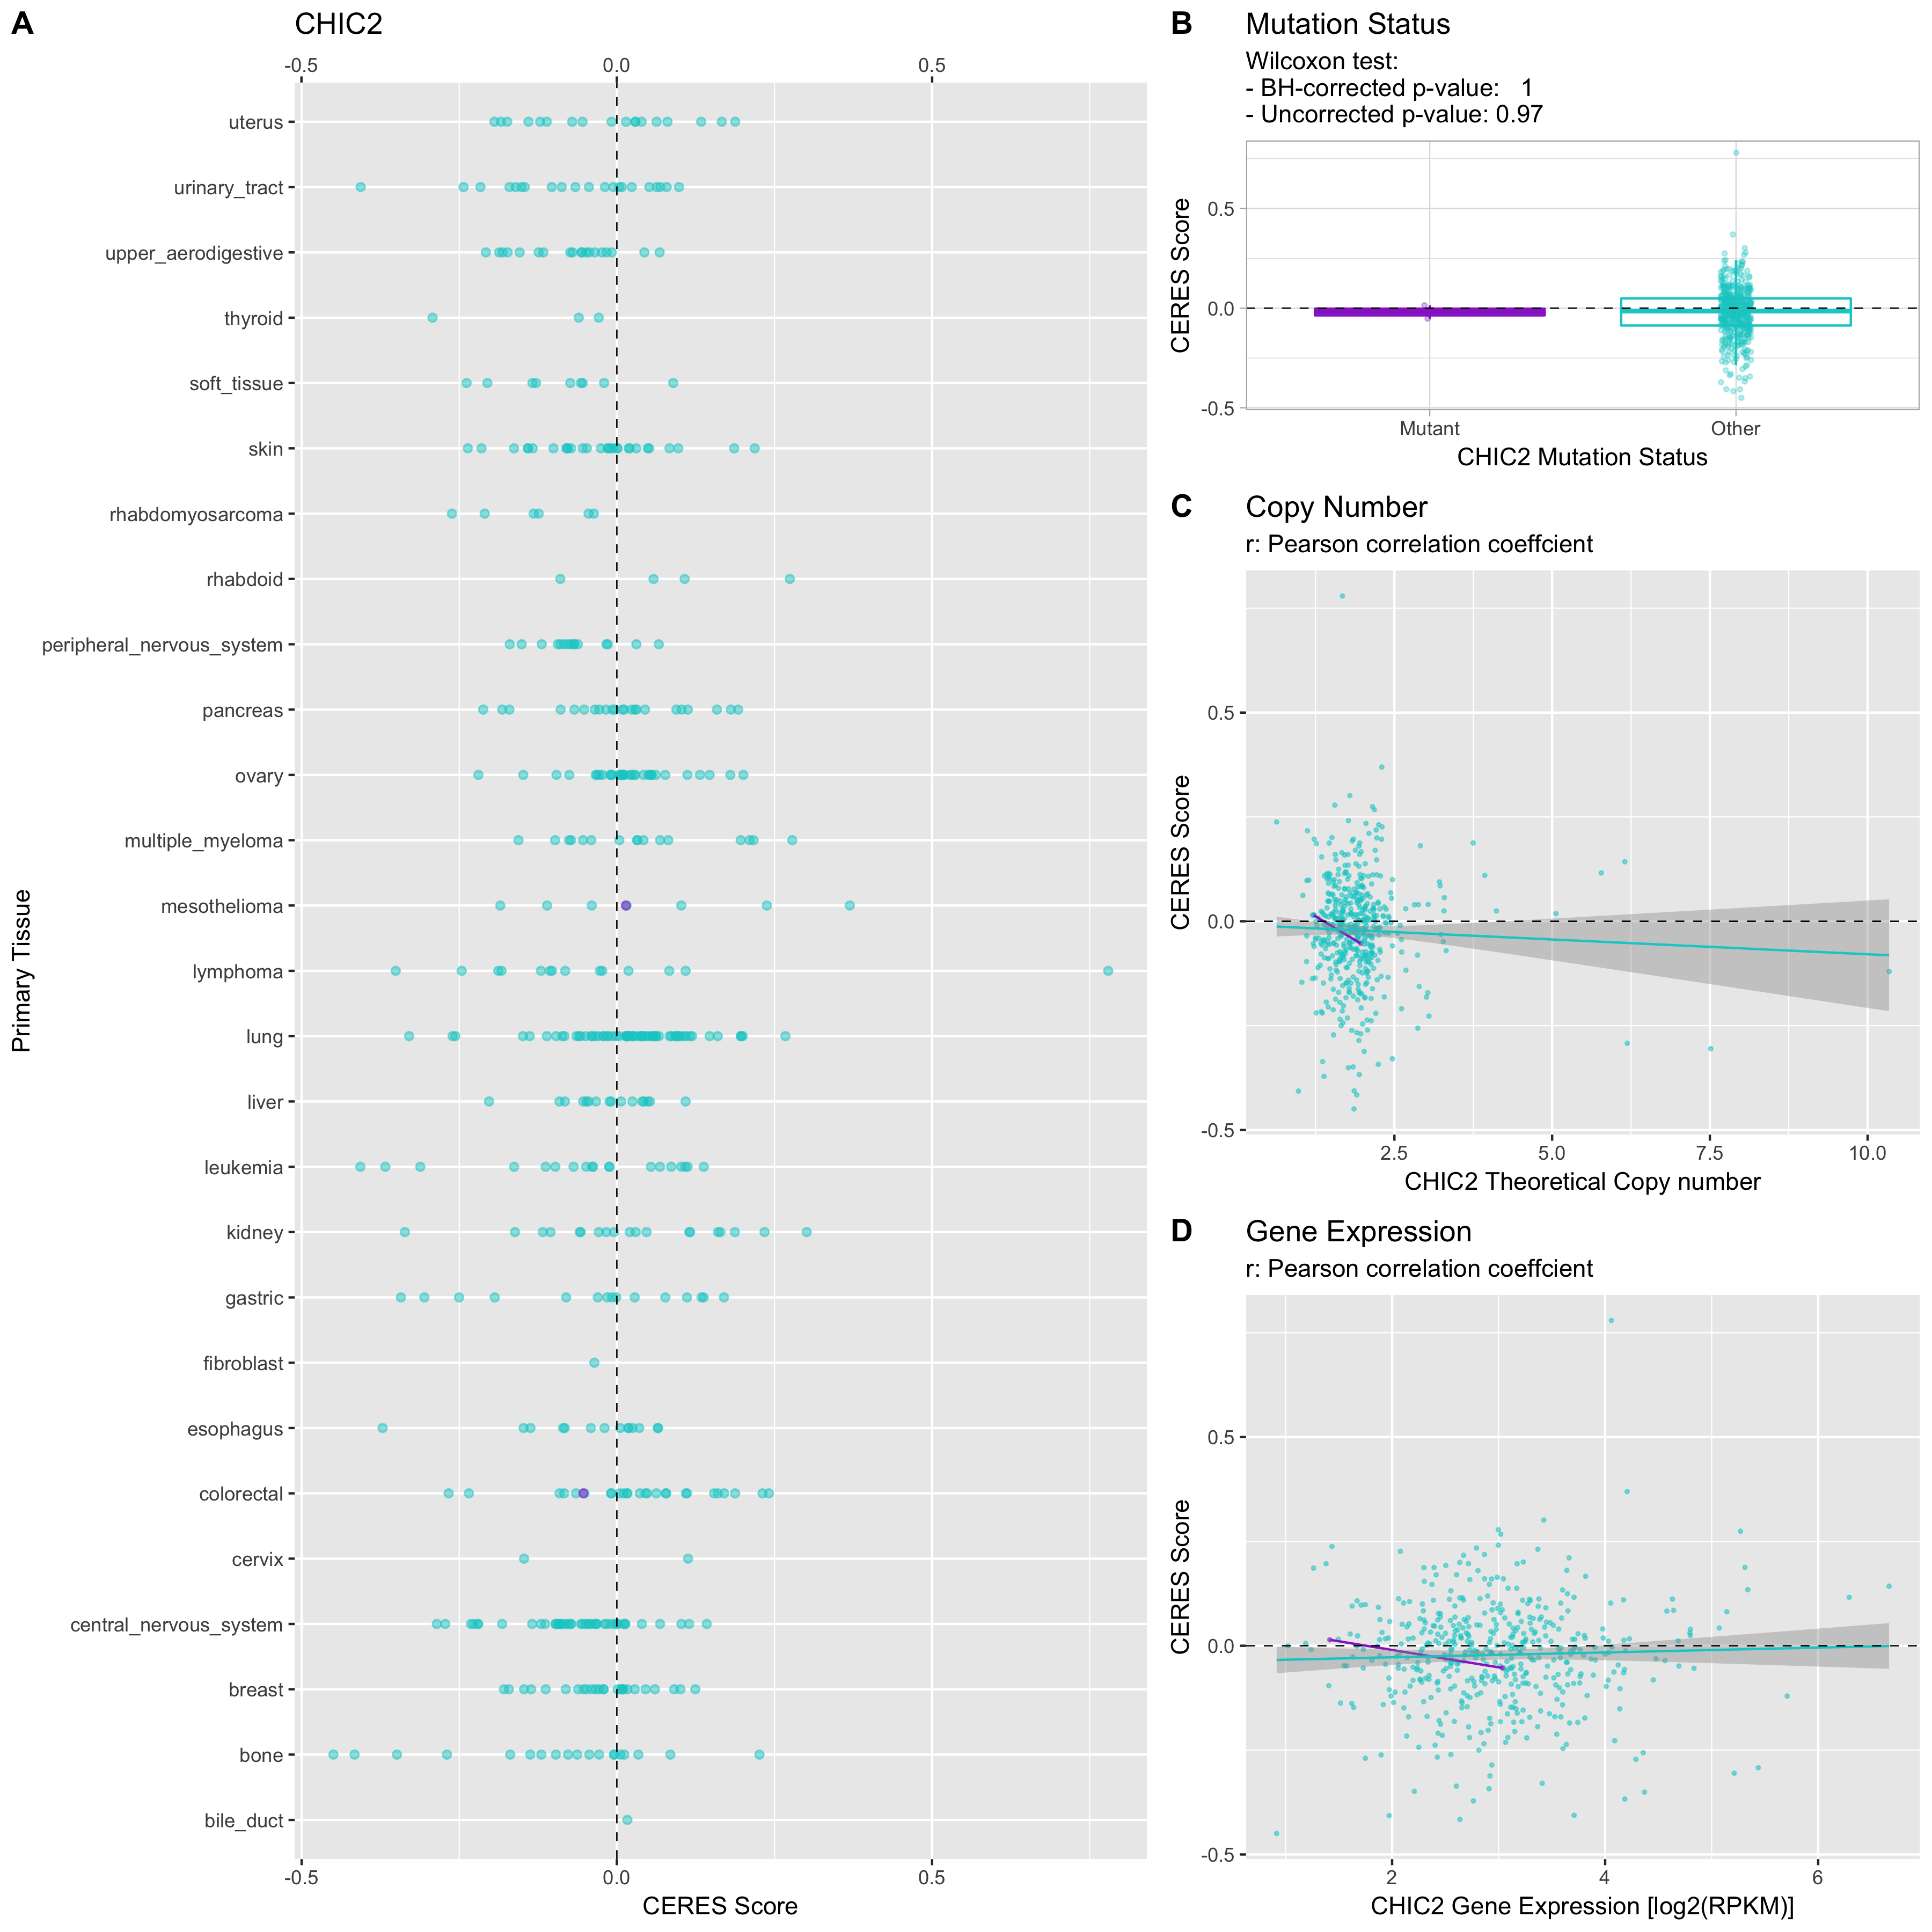 A
CHIC2
-0.5 0.0 0.5
uterus
urinary_tract
upper_aerodigestive
thyroid
soft_tissue
skin
rhabdomyosarcoma
rhabdoid
peripheral_nervous_system
pancreas
ovary
multiple_myeloma
mesothelioma
lymphoma
lung
liver
leukemia
kidney
gastric
fibroblast
esophagus
colorectal
cervix
central_nervous_system
breast
bone
bile_duct
Primary Tissue
-0.5 0.0 0.5
CERES Score
B
Mutation Status
Wilcoxon test:
- BH-corrected p-value: 1
- Uncorrected p-value: 0.97
CERES Score
0.5
0.0
-0.5
Mutant Other
CHIC2 Mutation Status
C
Copy Number
r: Pearson correlation coeffcient
CERES Score
0.5
0.0
-0.5
2.5 5.0 7.5 10.0
CHIC2 Theoretical Copy number
D
Gene Expression
r: Pearson correlation coeffcient
CERES Score
0.5
0.0
-0.5
2 4 6
CHIC2 Gene Expression [log2(RPKM)]